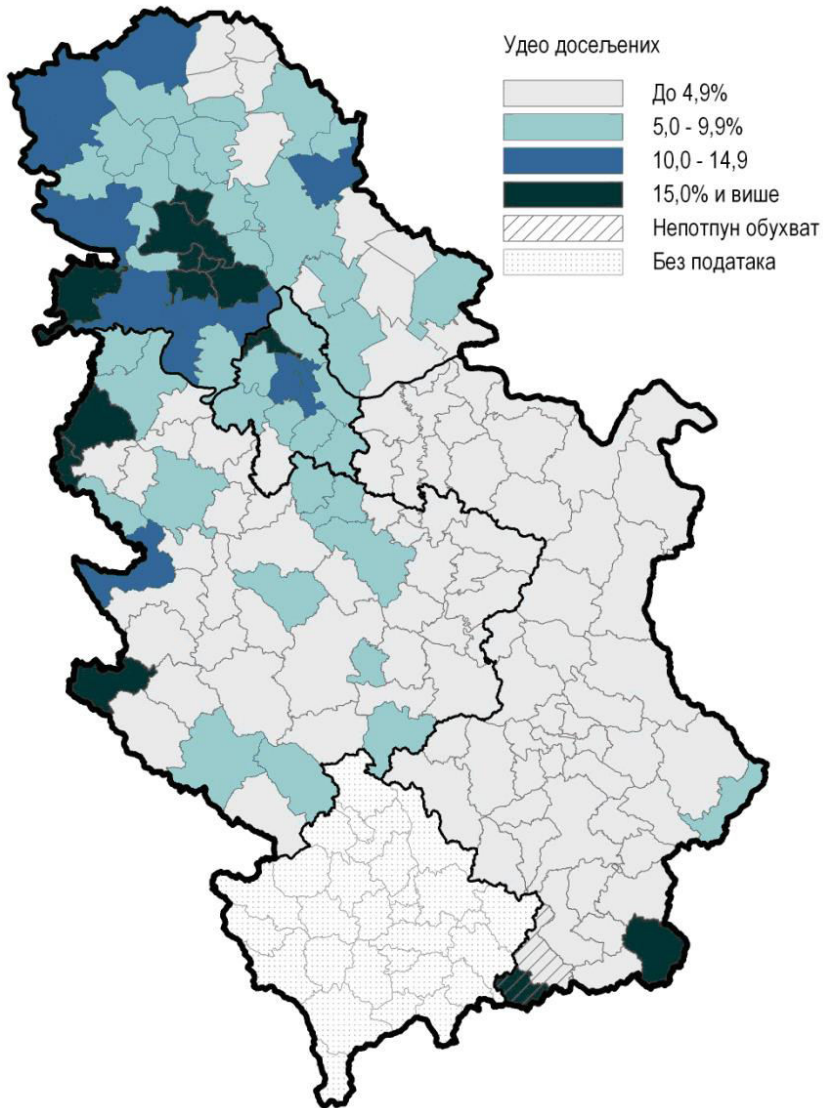 Удео досељених
До 4,9%
5,0 - 9,9%
10,0 - 14,9
15,0% и више
Непотпун обухват
Без података